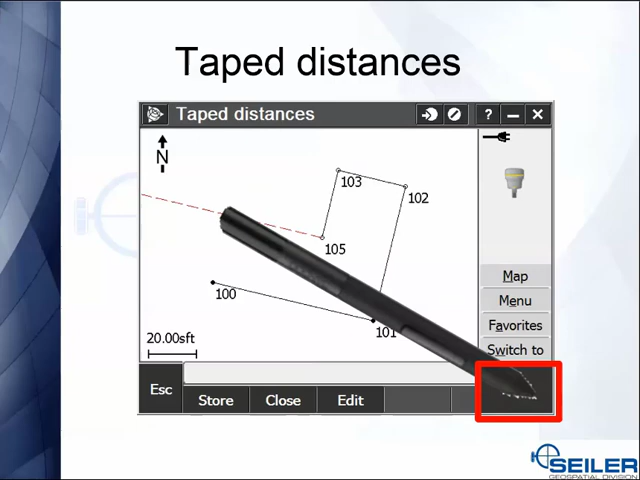 Taped distances
Taped distances
?
N
103
102
105
100
101
20.00sft
Map
Menu
Favorites
Switch to
Esc
Store
Close
Edit
SEILER
GEOSPATIAL DIVISION